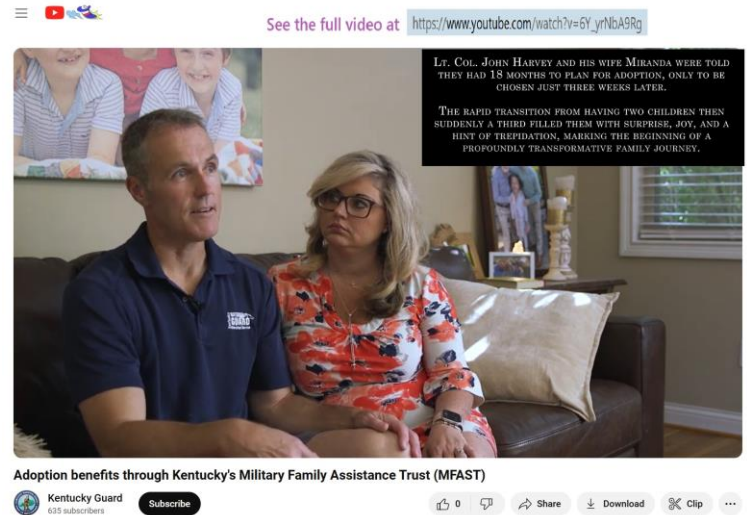 See the full video at https://www.youtube.com/watch?v=6Y_yrNbA9Rg
LT. COL. JOHN HARVEY AND HIS WIFE MIRANDA WERE TOLD
THEY HAD 18 MONTHS TO PLAN FOR ADOPTION, ONLY TO BE
CHOSEN JUST THREE WEEKS LATER.
THE RAPID TRANSITION FROM HAVING TWO CHILDREN THEN
SUDDENLY A THIRD FILLED THEM WITH SURPRISE, JOY, AND A
HINT OF TREPIDATION, MARKING THE BEGINNING OF A
PROFOUNDLY TRANSFORMATIVE FAMILY JOURNEY.
GUARD
Adoption benefits through Kentucky's Military Family Assistance Trust (MFAST)
Kentucky Guard
635 subscribers
Subscribe
0
Share
Download
Clip